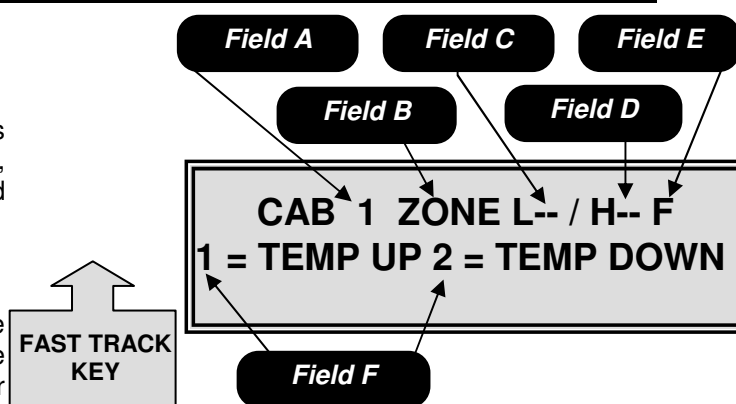 Field A
Field C
Field E
Field B
Field D
CAB 1 ZONE L-- / H-- F
1 = TEMP UP 2 = TEMP DOWN
FAST TRACK
KEY
Field F